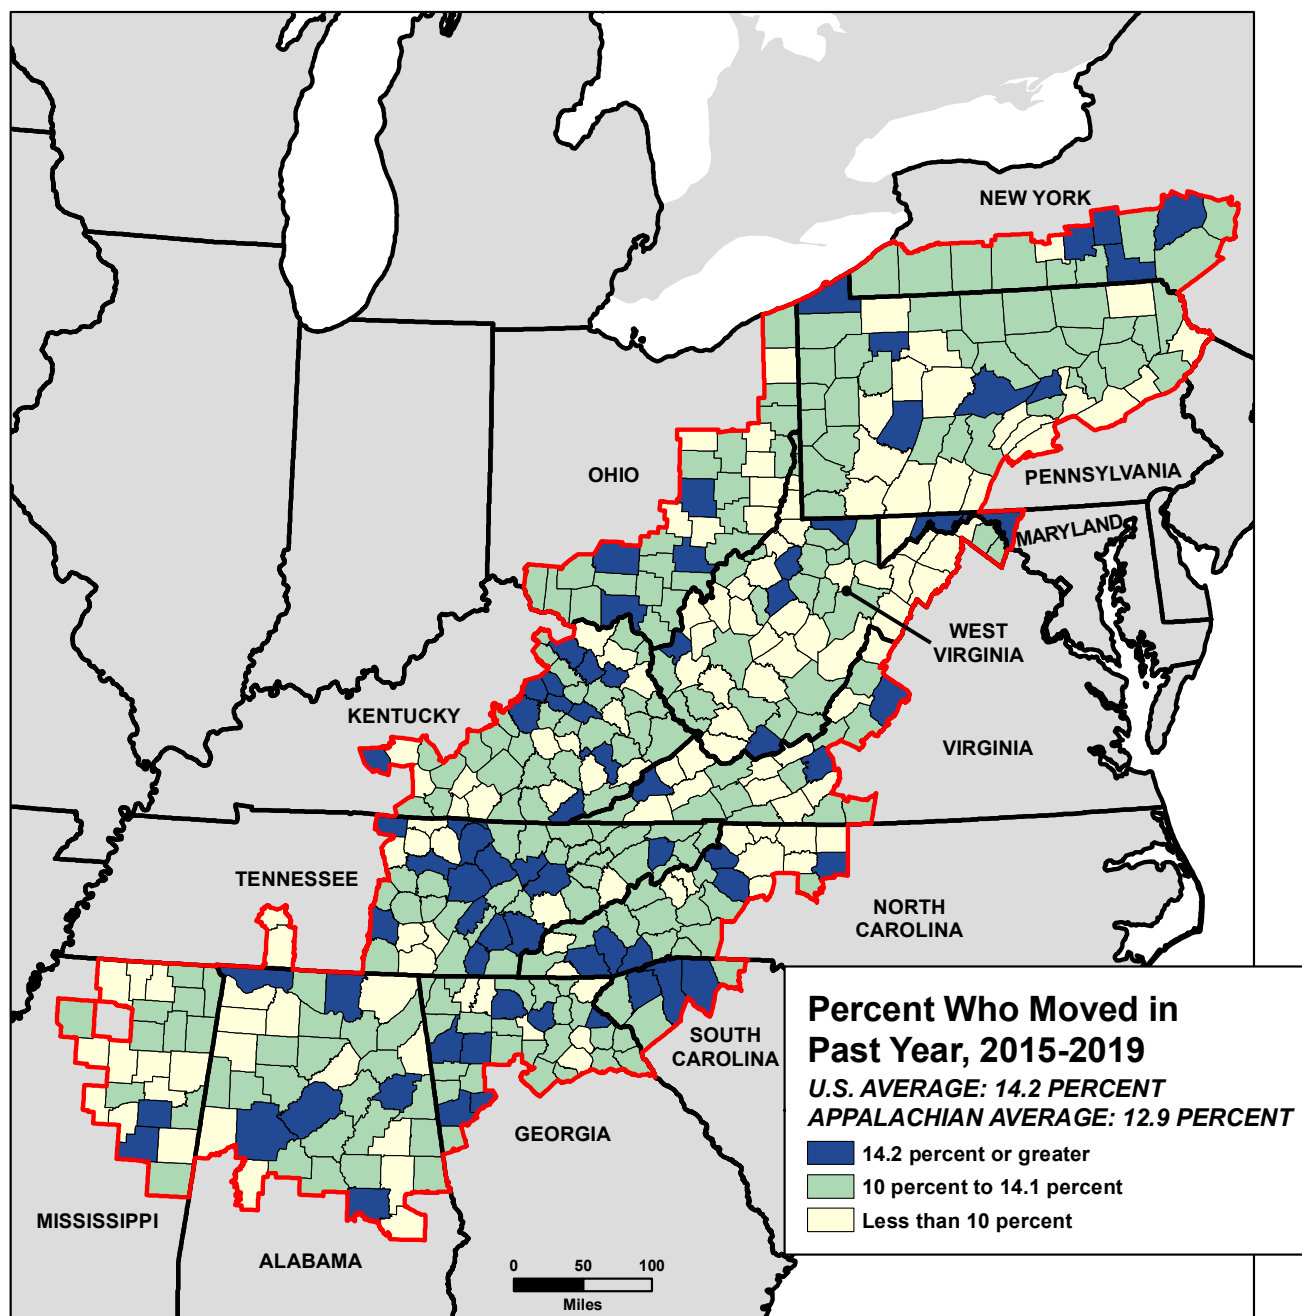 NEW YORK
OHIO
PENNSYLVANIA
MARYLAND
WEST
VIRGINIA
KENTUCKY
VIRGINIA
TENNESSEE
NORTH
CAROLINA
SOUTH
CAROLINA
GEORGIA
MISSISSIPPI
ALABAMA
Percent Who Moved in
Past Year, 2015-2019
U.S. AVERAGE: 14.2 PERCENT
APPALACHIAN AVERAGE: 12.9 PERCENT
14.2 percent or greater
10 percent to 14.1 percent
Less than 10 percent
0 50 100
Miles